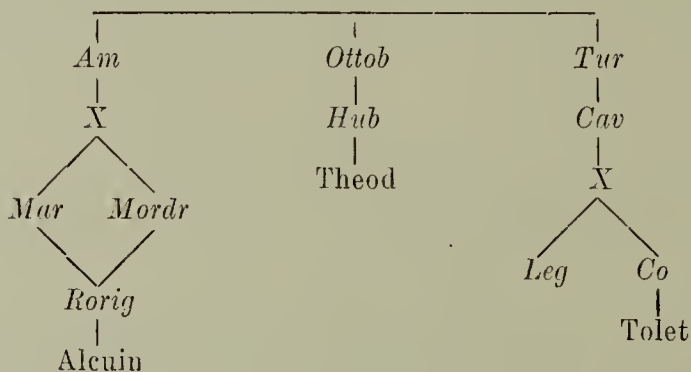 Am Ottob Tur
X Hub Cav
Theod X
Mar Mordr
Leg Co
Rorig
Tolet
Alcuin